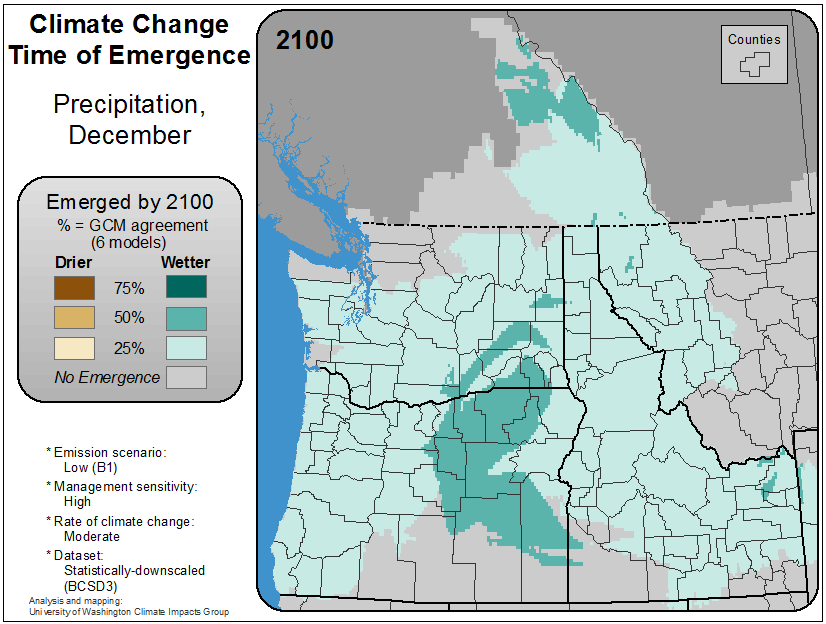 Climate Change
Time of Emergence
Precipitation,
December
Emerged by 2100
% = GCM agreement
(6 models)
Drier Wetter
75%
50%
25%
No Emergence
* Emission scenario:
Low (B1)
* Management sensitivity:
High
* Rate of climate change:
Moderate
* Dataset:
Statistically-downscaled
(BCSD3)
Analysis and mapping:
University of Washington Climate Impacts Group
2100
Counties